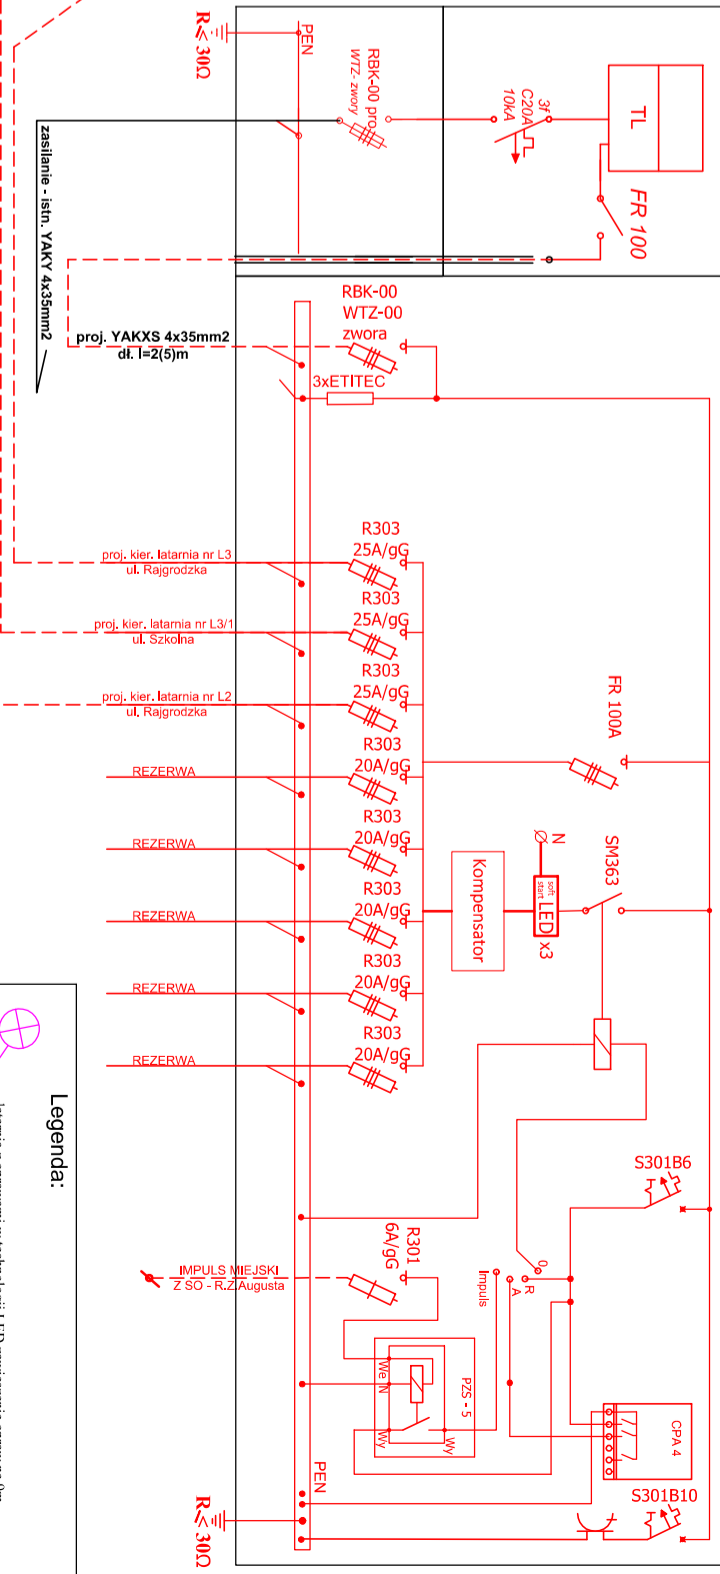 R≤ 30Ω
PEN
RBK-00 pro
WTZ- zwory
3f
C20A
10kA
TL
FR 100
zasilanie - istn. YAKY 4x35mm2
proj. YAKXS 4x35mm2
dł. l=2(5)m
RBK-00
WTZ-00
zwora
3xETITEC
proj. kier. latarnia nr L3
ul. Rajgrodzka
R303
25A/gG
proj. kier. latarnia nr L3/1
ul. Szkolna
R303
25A/gG
proj. kier. latarnia nr L2
ul. Rajgrodzka
R303
25A/gG
FR 100A
REZERWA
R303
20A/gG
REZERWA
R303
20A/gG
REZERWA
R303
20A/gG
REZERWA
R303
20A/gG
REZERWA
R303
20A/gG
Kompensator
N
soft
start
LED
x3
SM363
Legenda:
S301B6
IMPULS MIEJSKI
Z SO - R.Z.Augusta
R301
6A/gG
Impuls
A
R
0
PZS - 5
We
N
Wy
Wy
CPA 4
S301B10
PEN
R≤ 30Ω